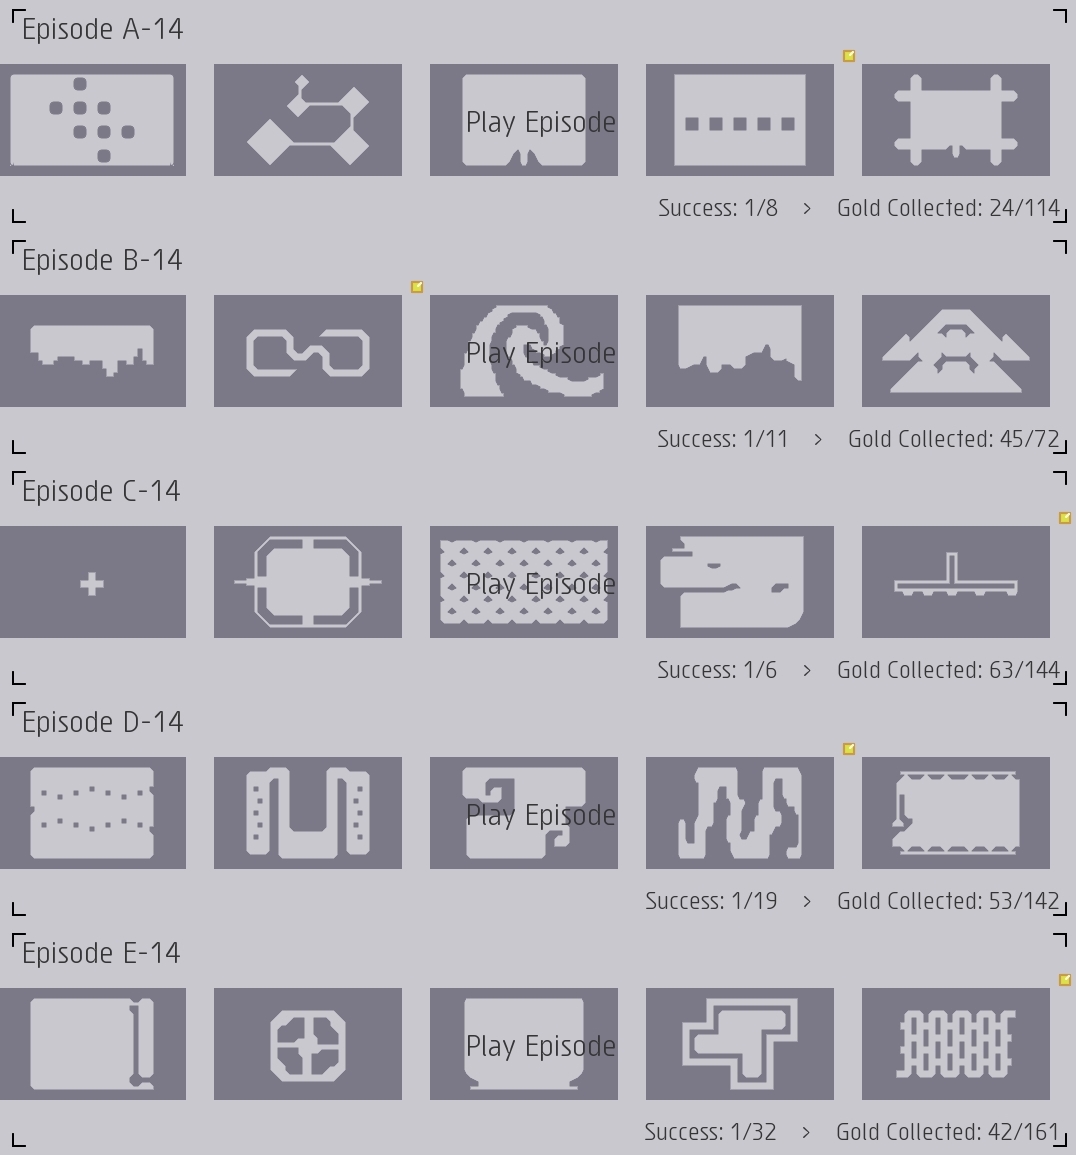 Episode A-14
Play Episode
Success: 1/8 > Gold Collected: 24/114
Episode B-14
Play Episode
Success: 1/11 > Gold Collected: 45/72
Episode C-14
Play Episode
Success: 1/6 > Gold Collected: 63/144
Episode D-14
Play Episode
Success: 1/19 > Gold Collected: 53/142
Episode E-14
Play Episode
Success: 1/32 > Gold Collected: 42/161